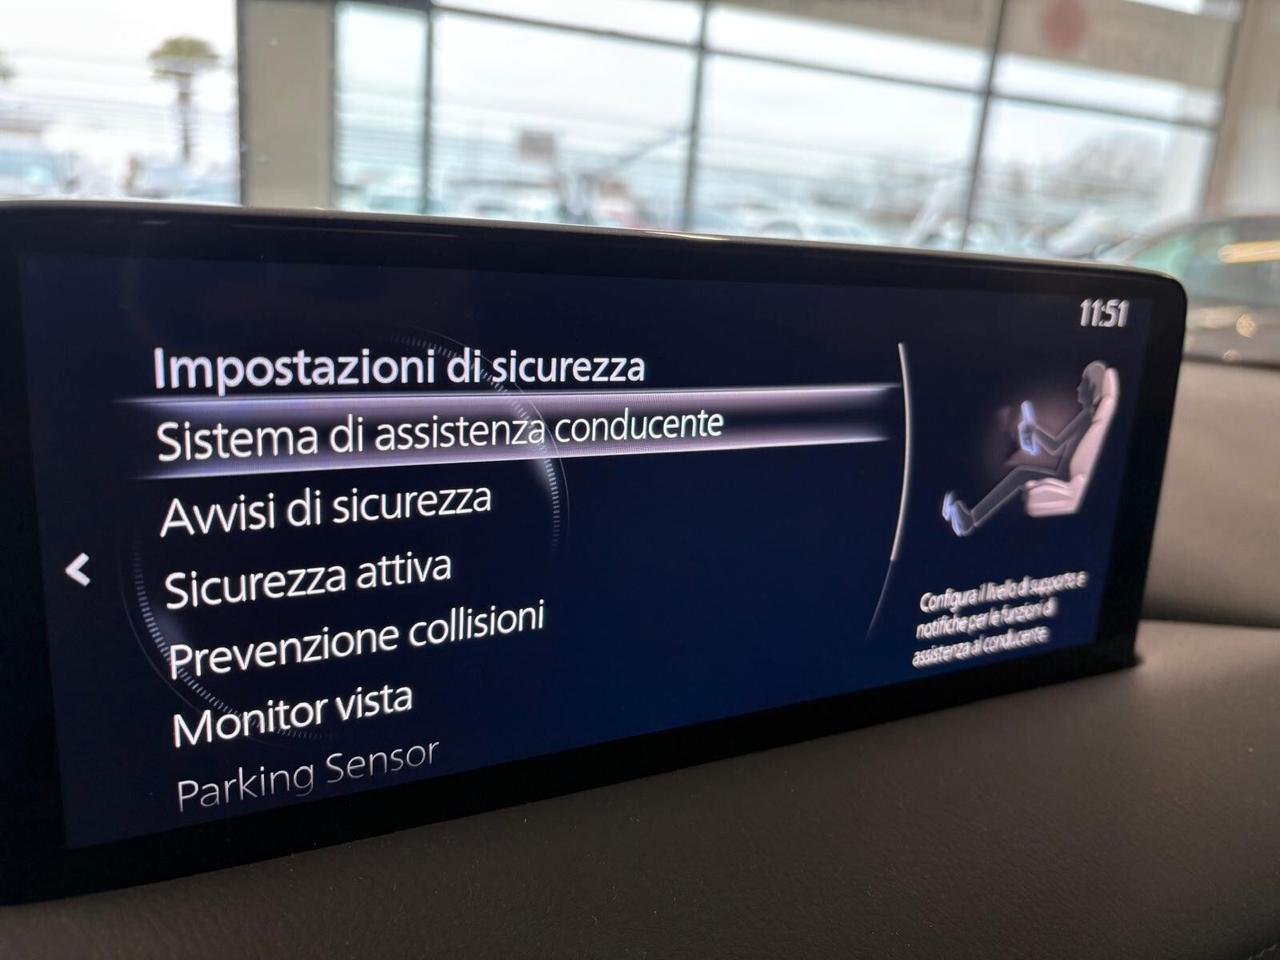 11:51
Impostazioni di sicurezza
Sistema di assistenza conducente
Avvisi di sicurezza
Sicurezza attiva
Prevenzione collisioni
Monitor vista
Parking Sensor
Configura il livello di supporto e
notifiche per le funzioni di
assistenza al conducente